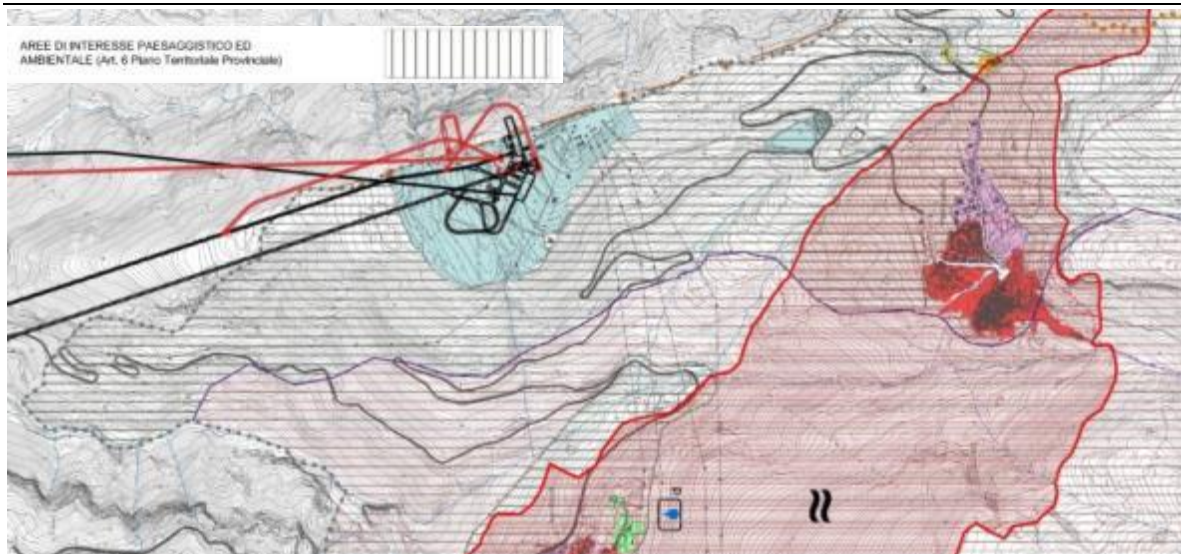 AREE DI INTERESSE PAESAGGISTICO ED
AMBIENTALE (Art. 6 Piano Territoriale Provinciale)